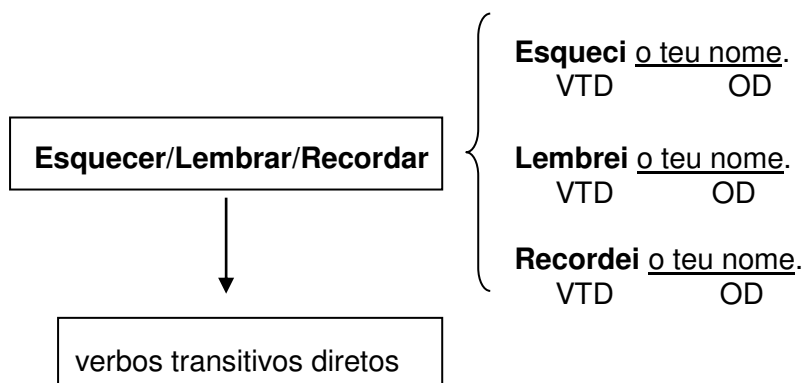 Esquecer/Lembrar/Recordar
verbos transitivos diretos
Esqueci o teu nome.
VTD OD
Lembrei o teu nome.
VTD OD
Recordei o teu nome.
VTD OD